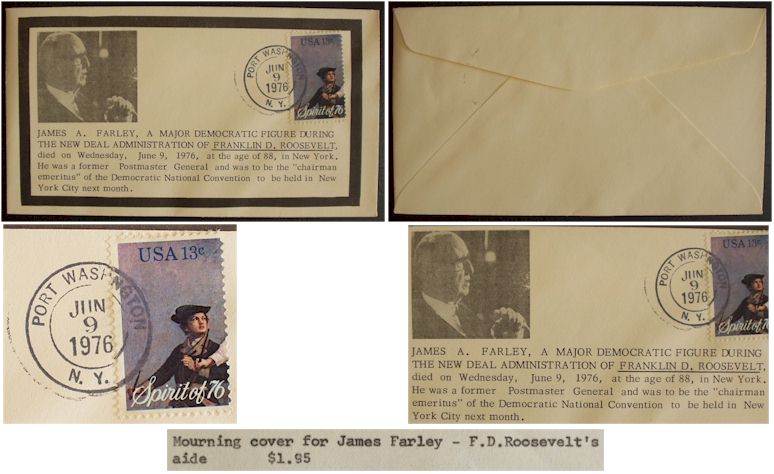 USA 13c
Spirit of 76
PORT WASHINGTON
JUN
9
1976
N. Y.
JAMES A. FARLEY, A MAJOR DEMOCRATIC FIGURE DURING
THE NEW DEAL ADMINISTRATION OF FRANKLIN D. ROOSEVELT,
died on Wednesday, June 9, 1976, at the age of 88, in New York.
He was a former Postmaster General and was to be the "chairman
emeritus" of the Democratic National Convention to be held in New
York City next month.
USA 13c
Spirit of 76
PORT WASHINGTON
JUN
9
1976
N. Y.
USA 13
Spirit of 76
PORT WASHINGTON
JUN
9
1976
N. Y.
JAMES A. FARLEY, A MAJOR DEMOCRATIC FIGURE DURING
THE NEW DEAL ADMINISTRATION OF FRANKLIN D. ROOSEVELT,
died on Wednesday, June 9, 1976, at the age of 88, in New York.
He was a former Postmaster General and was to be the "chairman
emeritus" of the Democratic National Convention to be held in New
York City next month.
Mourning cover for James Farley - F.D.Roosevelt's
aide $1.95